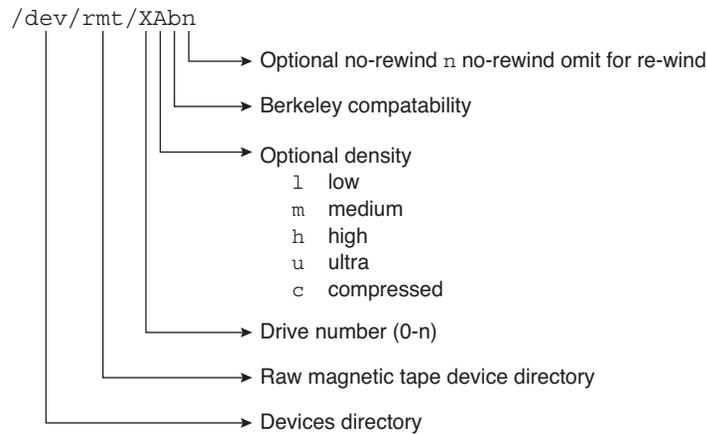 /dev/rmt/XAbn
Optional no-rewind n no-rewind omit for re-wind
Berkeley compatability
Optional density
l low
m medium
h high
u ultra
c compressed
Drive number (0-n)
Raw magnetic tape device directory
Devices directory